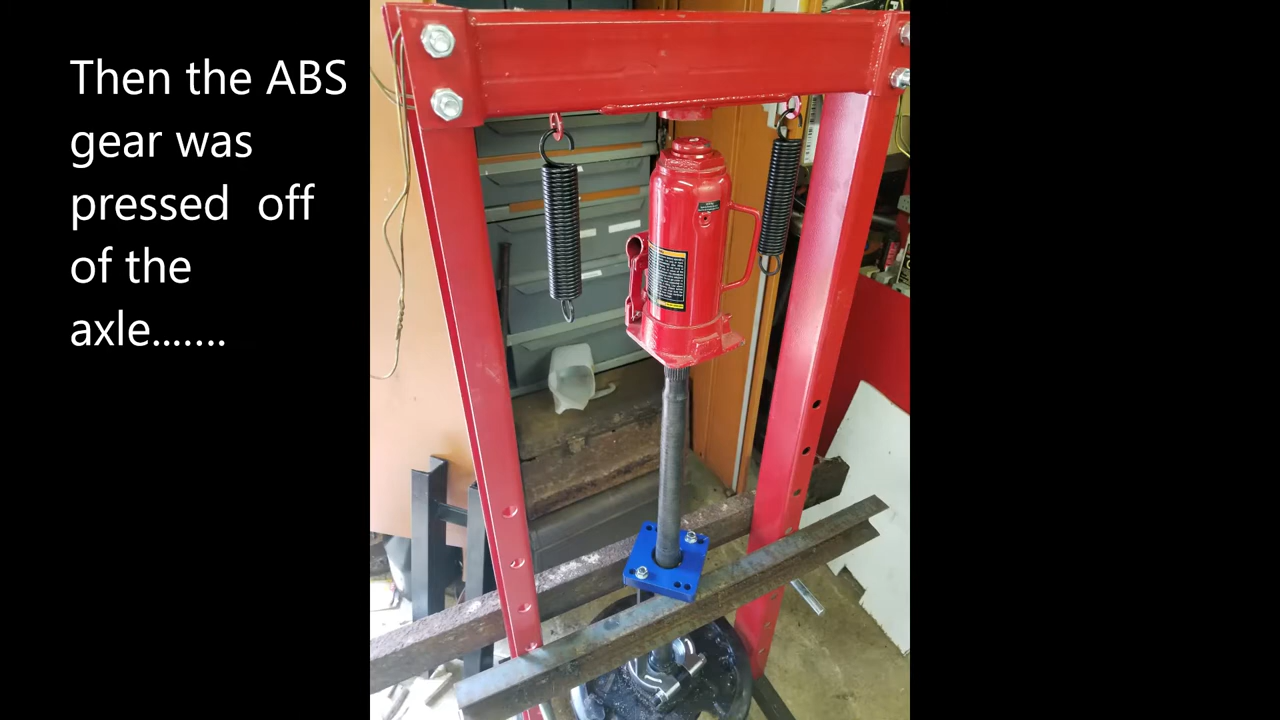 Then the ABS
gear was
pressed  off
of the
axle.......